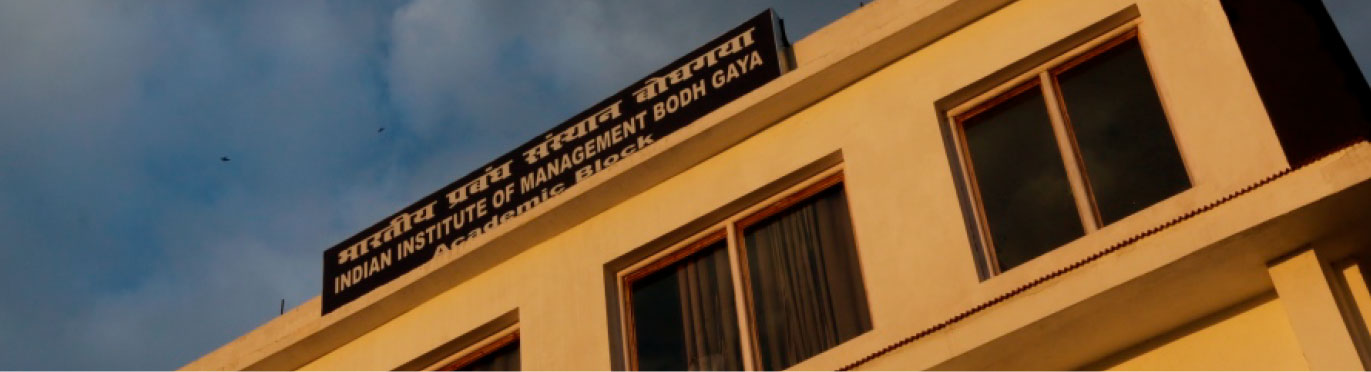 भारतीय प्रबंध संस्थान बोधगया
INDIAN INSTITUTE OF MANAGEMENT BODH GAYA
Academic Block